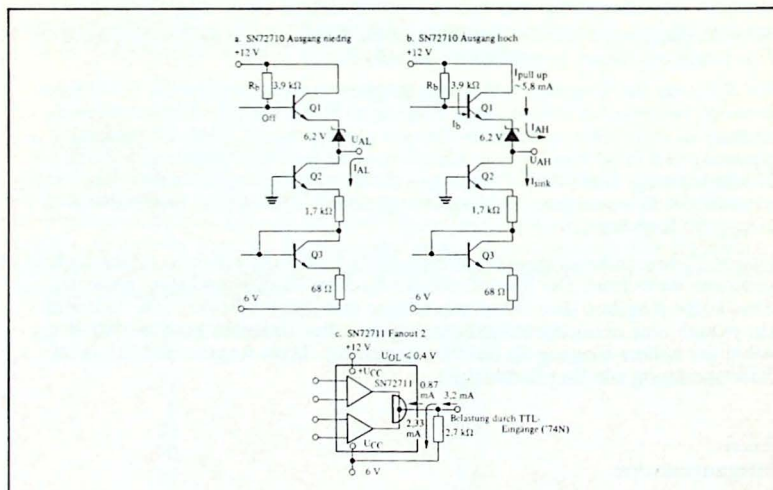 a. SN72710 Ausgang niedrig
+12 V
Rb
3,9 kΩ
Off
Q1
6,2 V
UAL
IAL
Q2
1,7 kΩ
Q3
68 Ω
6 V
b. SN72710 Ausgang hoch
+12 V
Ipull up
~5,8 mA
Rb
3,9 kΩ
Ib
Q1
6,2 V
IAH
UAH
Q2
Isink
1,7 kΩ
Q3
68 Ω
6 V
c. SN72711 Fanout 2
+12 V
UOL ≤ 0,4 V
+UCC
SN72711
0,87 mA
3,2 mA
Belastung durch TTL-
Eingänge ('74N)
2,33 mA
2,7 kΩ
UCC
6 V